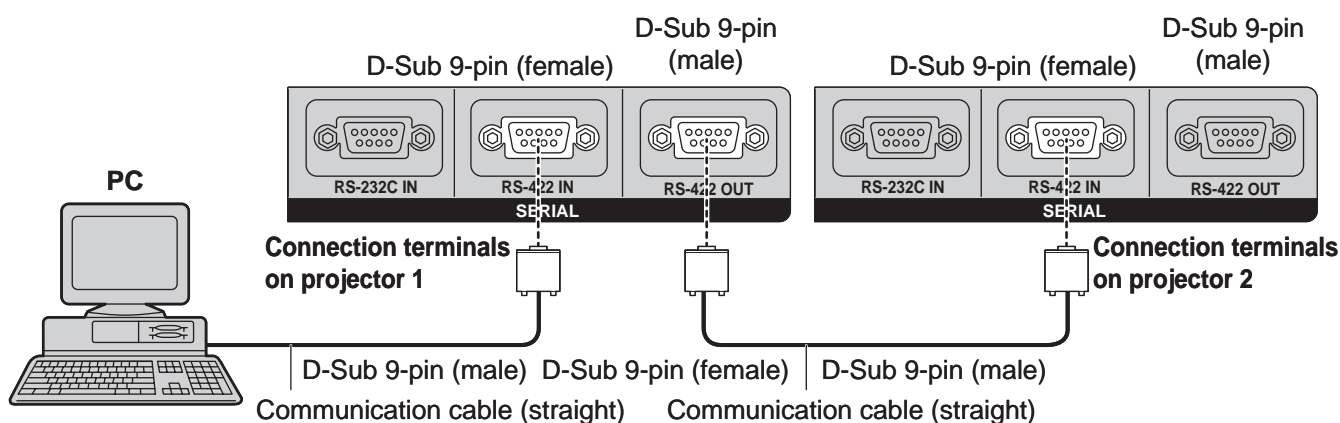 D-Sub 9-pin
(male)
D-Sub 9-pin (female)
D-Sub 9-pin
(male)
D-Sub 9-pin (female)
RS-232C IN
RS-422 IN
RS-422 OUT
SERIAL
RS-232C IN
RS-422 IN
RS-422 OUT
SERIAL
PC
Connection terminals
on projector 1
Connection terminals
on projector 2
D-Sub 9-pin (male)
D-Sub 9-pin (female)
D-Sub 9-pin (male)
Communication cable (straight)
Communication cable (straight)